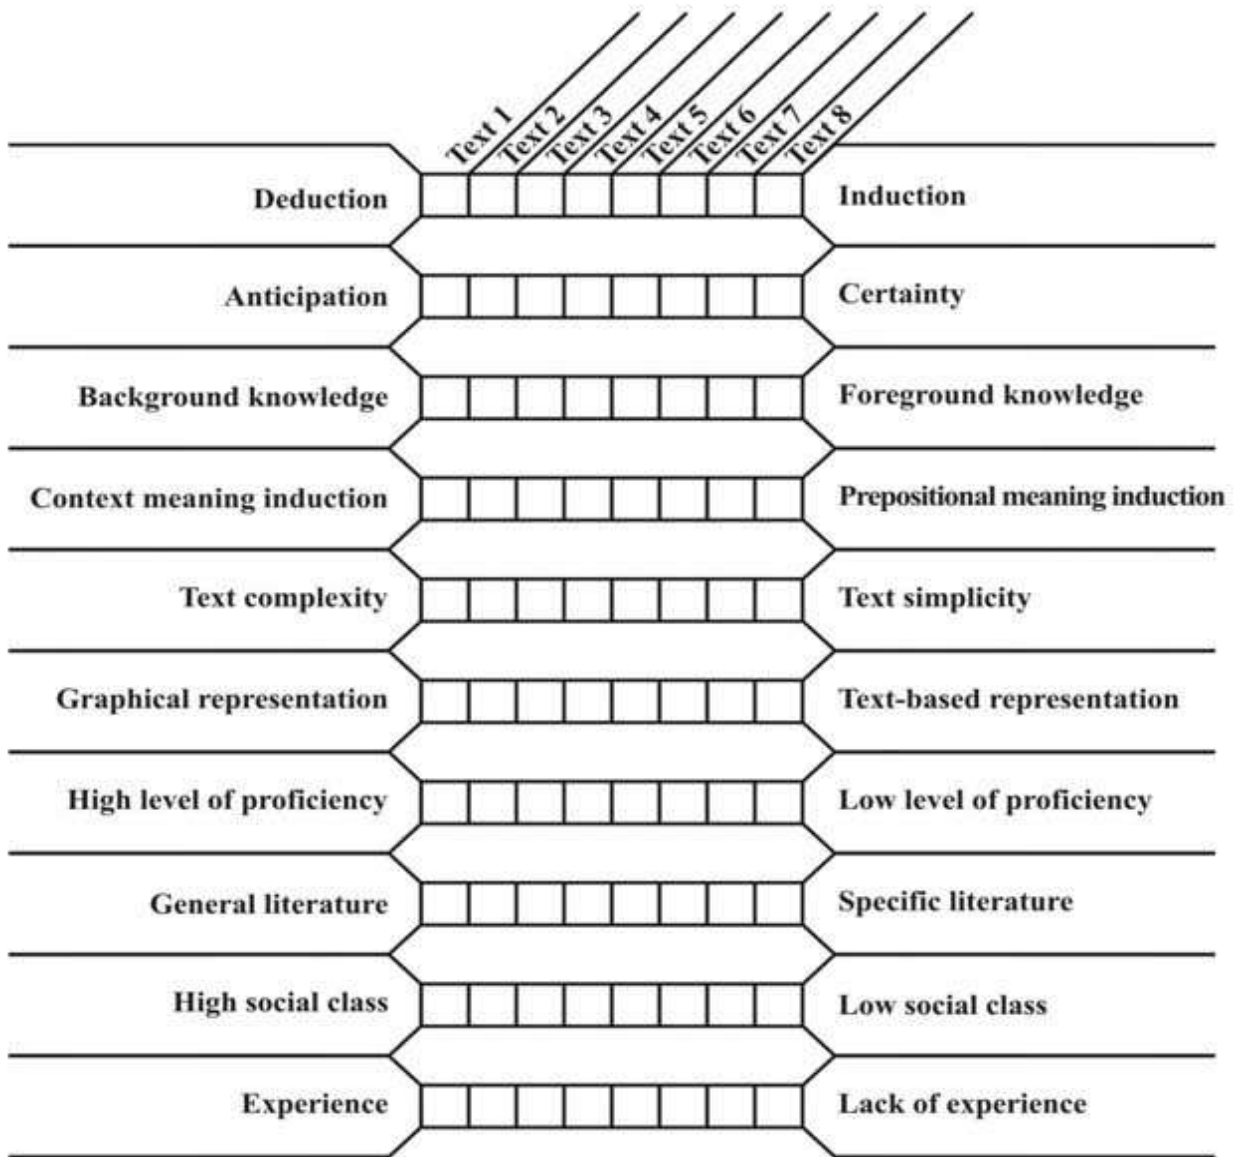 Text 1
Text 2
Text 3
Text 4
Text 5
Text 6
Text 7
Text 8
Deduction
Induction
Anticipation
Certainty
Background knowledge
Foreground knowledge
Context meaning induction
Prepositional meaning induction
Text complexity
Text simplicity
Graphical representation
Text-based representation
High level of proficiency
Low level of proficiency
General literature
Specific literature
High social class
Low social class
Experience
Lack of experience